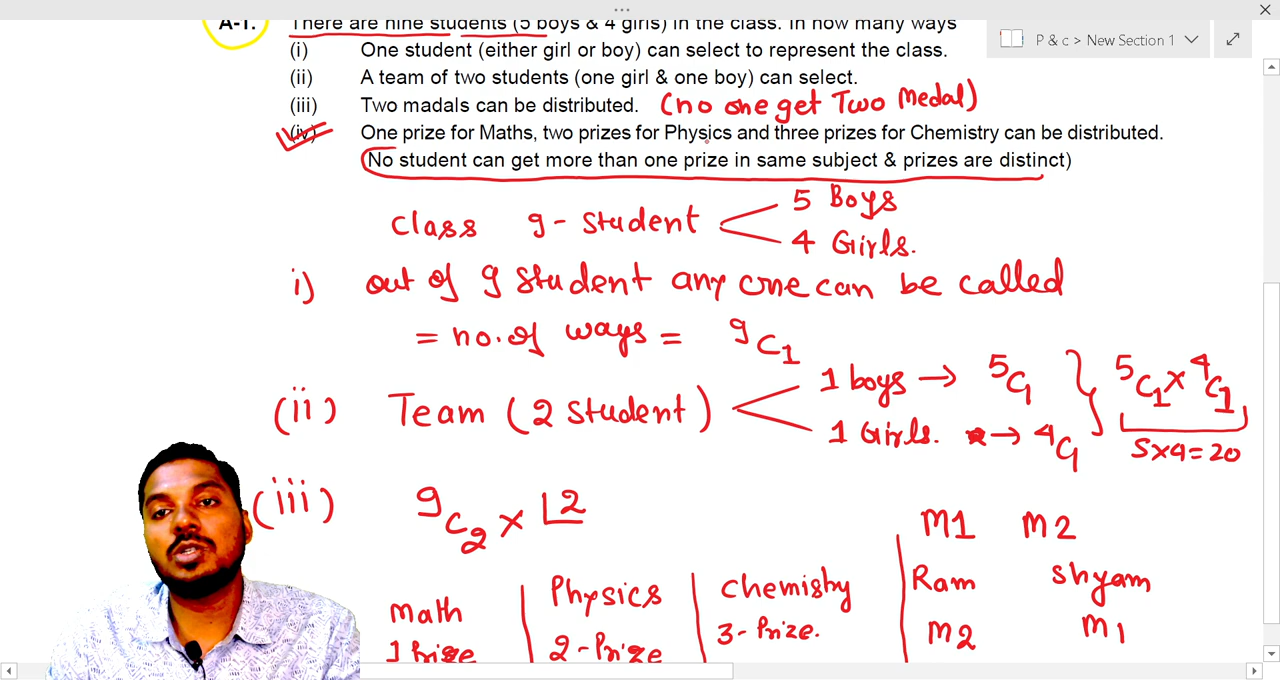 A-1. There are nine students (5 boys & 4 girls) in the class. In how many ways
P & c > New Section 1
(i) One student (either girl or boy) can select to represent the class.
(ii) A team of two students (one girl & one boy) can select.
(iii) Two madals can be distributed. (no one get Two Medal)
(iv) One prize for Maths, two prizes for Physics and three prizes for Chemistry can be distributed.
(No student can get more than one prize in same subject & prizes are distinct)
Class 9 - Student 5 Boys
4 Girls.
i) out of 9 student any one can be called
= no. of ways = 9C1
(ii) Team (2 Student) 1 boys → 5C1 } 5C1 x 4C1
1 Girls. → 4C1 5x4=20
(iii) 9C2 x |2
M1 M2
Math Physics Chemistry Ram Shyam
1 Prize 2-Prize 3-Prize. M2 M1